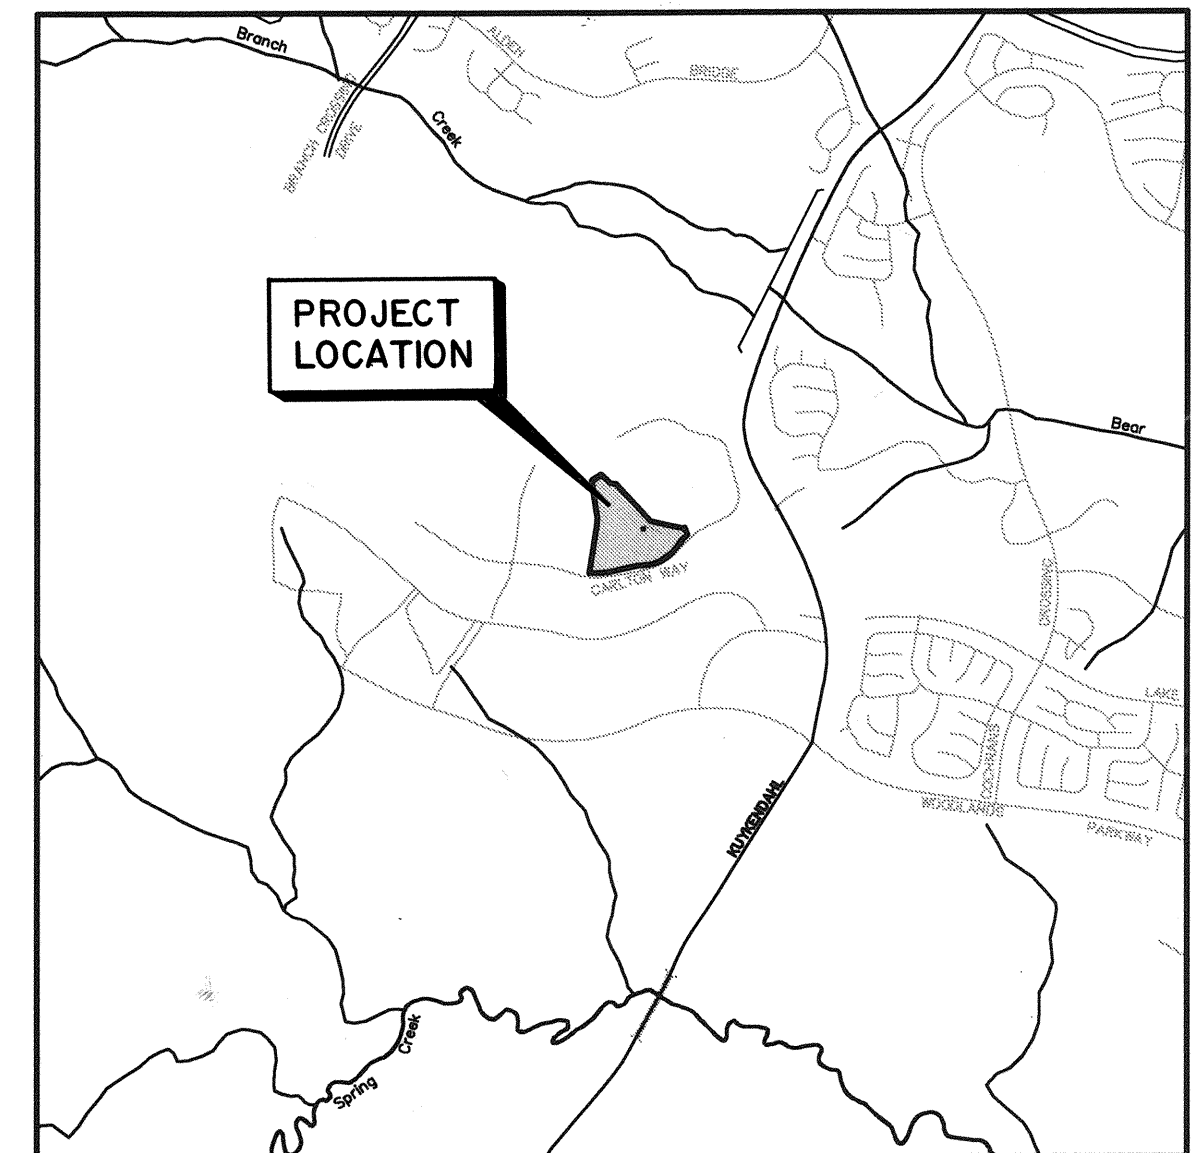 Branch
ALDEN
BRIDGE
BRANCH CROSSING
DRIVE
Creek
PROJECT
LOCATION
Bear
CARLTON WAY
CROSSING
LAKE
COCHRANS
WOODLANDS
PARKWAY
KUYKENDAHL
Creek
Spring